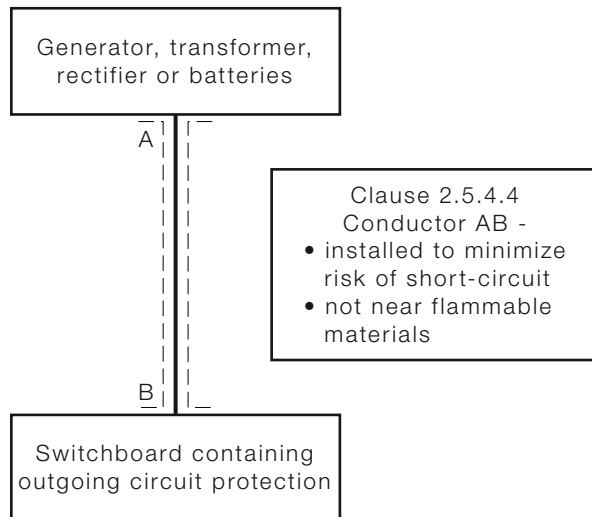 Generator, transformer,
rectifier or batteries
A
Clause 2.5.4.4
Conductor AB -
• installed to minimize
risk of short-circuit
• not near flammable
materials
B
Switchboard containing
outgoing circuit protection